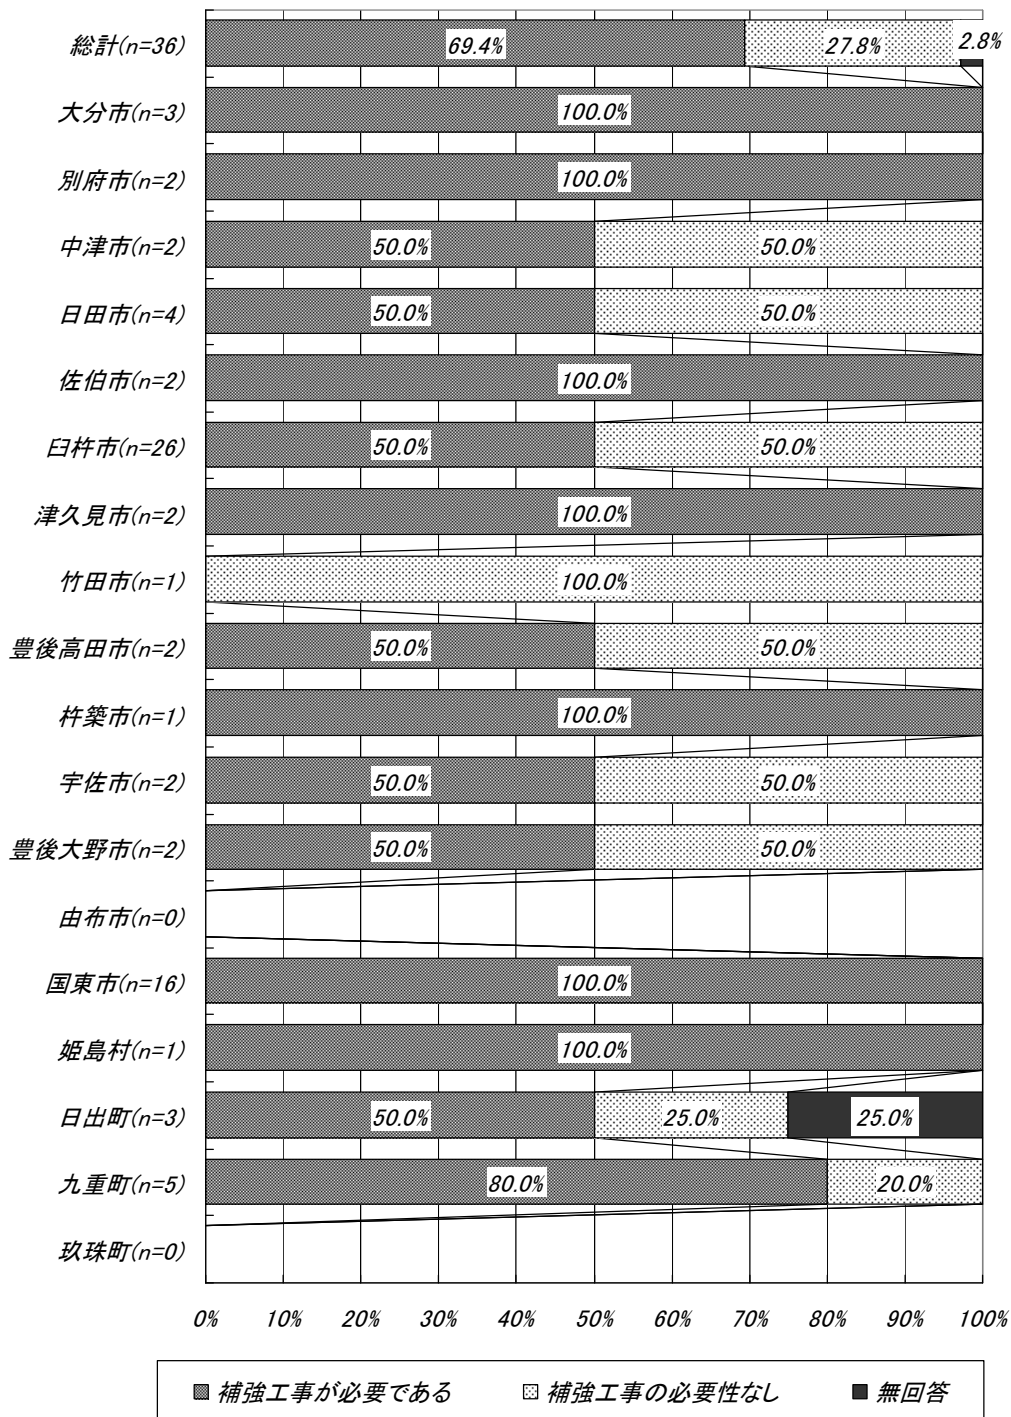 総計(n=36) 69.4% 27.8% 2.8%
大分市(n=3) 100.0%
別府市(n=2) 100.0%
中津市(n=2) 50.0% 50.0%
日田市(n=4) 50.0% 50.0%
佐伯市(n=2) 100.0%
臼杵市(n=26) 50.0% 50.0%
津久見市(n=2) 100.0%
竹田市(n=1) 100.0%
豊後高田市(n=2) 50.0% 50.0%
杵築市(n=1) 100.0%
宇佐市(n=2) 50.0% 50.0%
豊後大野市(n=2) 50.0% 50.0%
由布市(n=0)
国東市(n=16) 100.0%
姫島村(n=1) 100.0%
日出町(n=3) 50.0% 25.0% 25.0%
九重町(n=5) 80.0% 20.0%
玖珠町(n=0)
0% 10% 20% 30% 40% 50% 60% 70% 80% 90% 100%
補強工事が必要である 補強工事の必要性なし 無回答